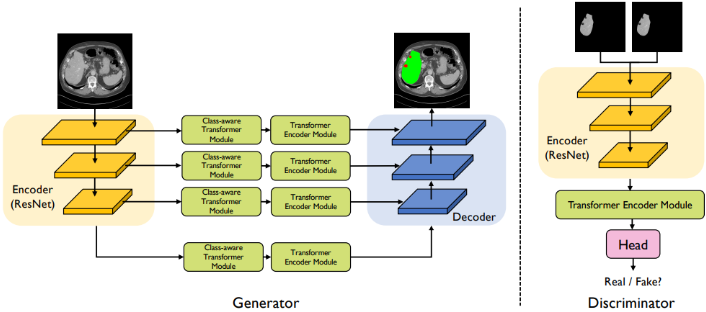 Encoder
(ResNet)
Class-aware
Transformer
Module
Transformer
Encoder Module
Class-aware
Transformer
Module
Transformer
Encoder Module
Class-aware
Transformer
Module
Transformer
Encoder Module
Class-aware
Transformer
Module
Transformer
Encoder Module
Decoder
Generator
Encoder
(ResNet)
Transformer Encoder Module
Head
Real / Fake?
Discriminator